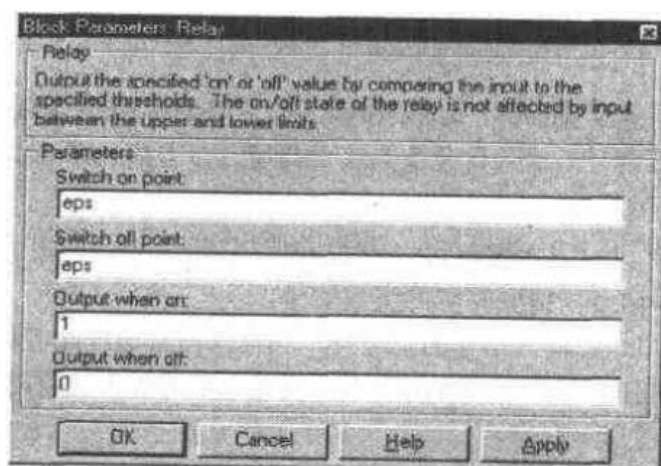 Block Parameters: Relay
Relay
Output the specified 'on' or 'off' value by comparing the input to the
specified thresholds. The on/off state of the relay is not affected by input
between the upper and lower limits.
Parameters
Switch on point:
eps
Switch off point:
eps
Output when on:
1
Output when off:
0
OK
Cancel
Help
Apply